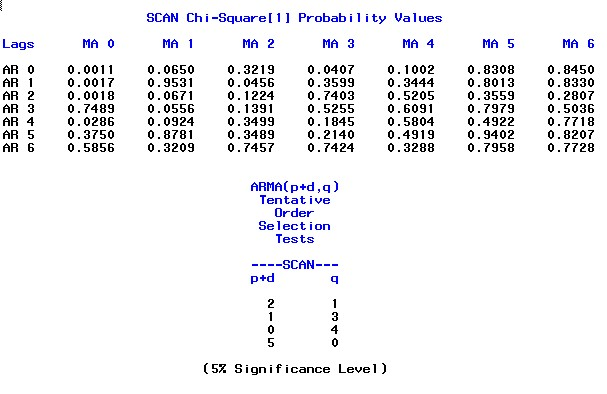 SCAN Chi-Square[1] Probability Values
Lags MA 0 MA 1 MA 2 MA 3 MA 4 MA 5 MA 6
AR 0 0.0011 0.0650 0.3219 0.0407 0.1002 0.8308 0.8450
AR 1 0.0017 0.9531 0.0456 0.3599 0.3444 0.8013 0.8330
AR 2 0.0018 0.0671 0.1224 0.7403 0.5205 0.3559 0.2807
AR 3 0.7489 0.0556 0.1391 0.5255 0.6091 0.7979 0.5036
AR 4 0.0286 0.0924 0.3499 0.1845 0.5804 0.4922 0.7718
AR 5 0.3750 0.8781 0.3489 0.2140 0.4919 0.9402 0.8207
AR 6 0.5856 0.3209 0.7457 0.7424 0.3288 0.7958 0.7728
ARMA(p+d,q)
Tentative
Order
Selection
Tests
----SCAN---
p+d q
2 1
1 3
0 4
5 0
(5% Significance Level)